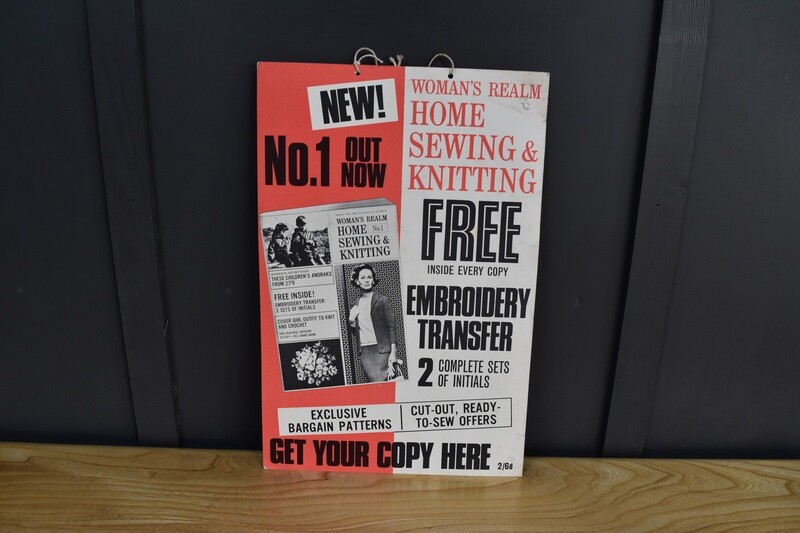 NEW!
No.1 OUT NOW
WOMAN'S REALM
HOME
SEWING &
KNITTING
FREE
INSIDE EVERY COPY
EMBROIDERY
TRANSFER
2 COMPLETE SETS
OF INITIALS
WOMAN'S REALM
HOME No.1
SEWING &
KNITTING
THESE CHILDREN'S ANORAKS
FROM 27'6
FREE INSIDE!
EMBROIDERY TRANSFER:
2 SETS OF INITIALS
COVER GIRL OUTFIT TO KNIT
AND CROCHET
EXCLUSIVE
BARGAIN PATTERNS
CUT-OUT, READY-
TO-SEW OFFERS
GET YOUR COPY HERE 2/6d